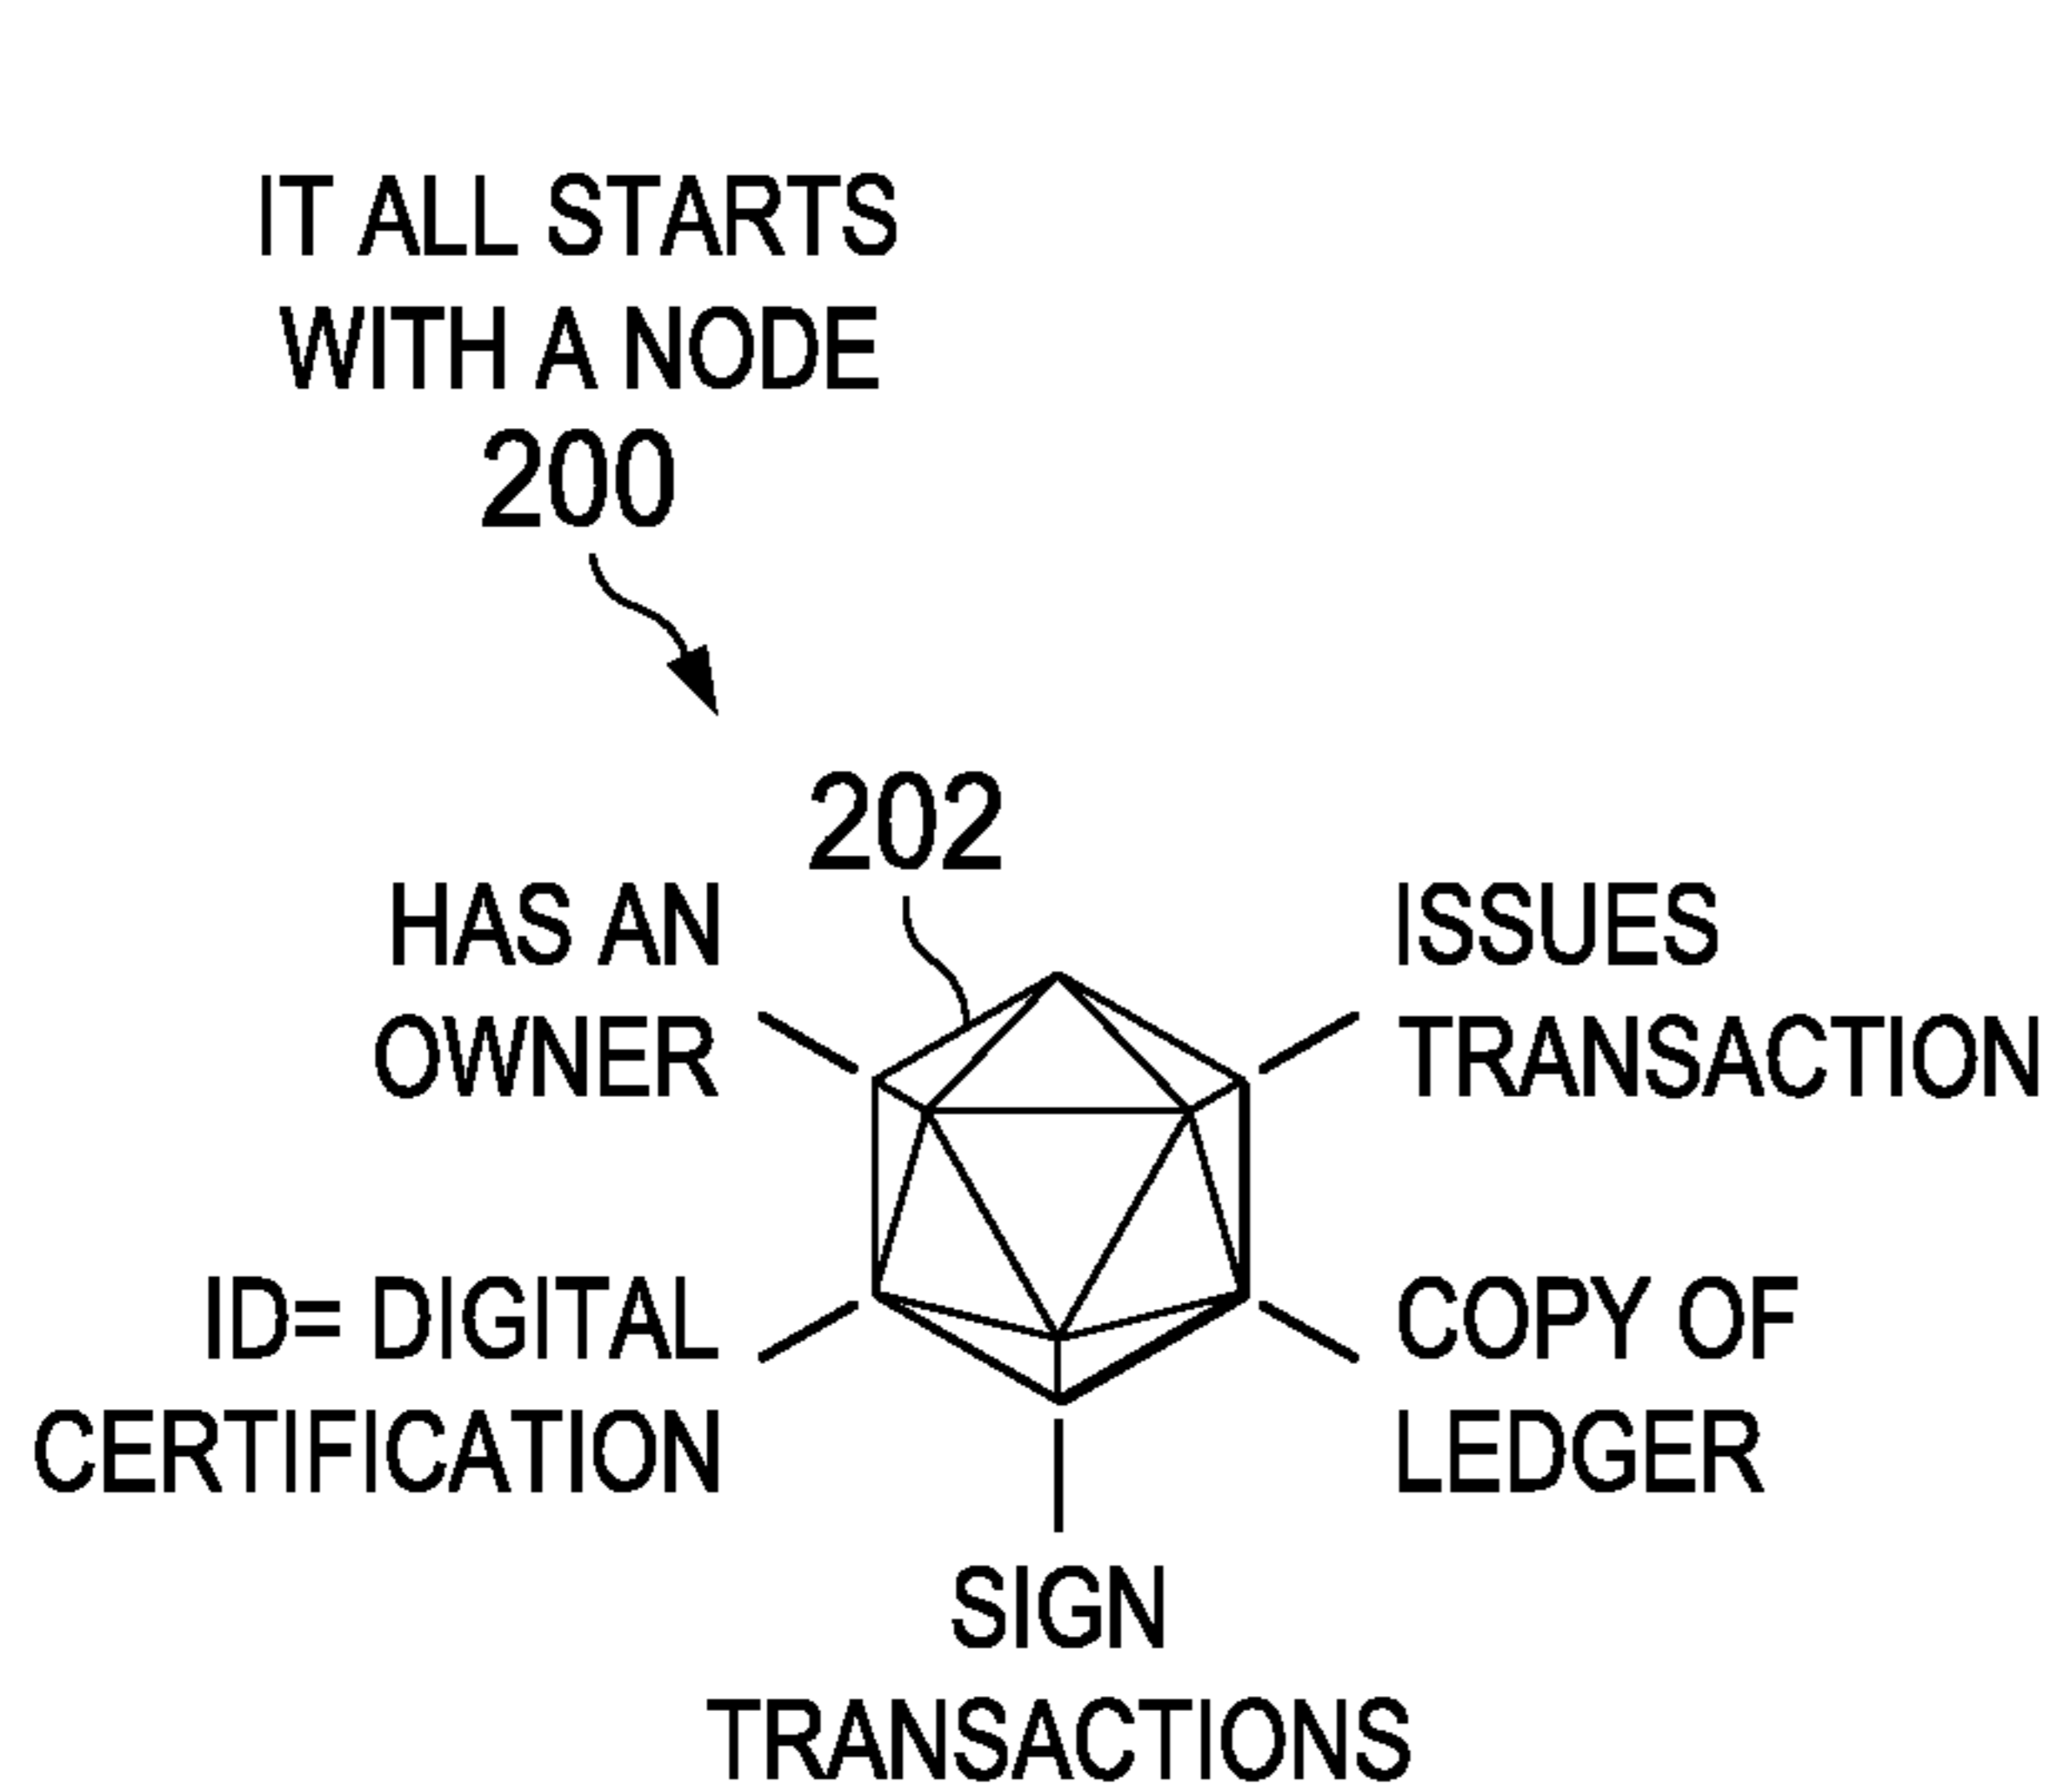 IT ALL STARTS
WITH A NODE
200
202
HAS AN
OWNER
ISSUES
TRANSACTION
ID= DIGITAL
CERTIFICATION
COPY OF
LEDGER
SIGN
TRANSACTIONS